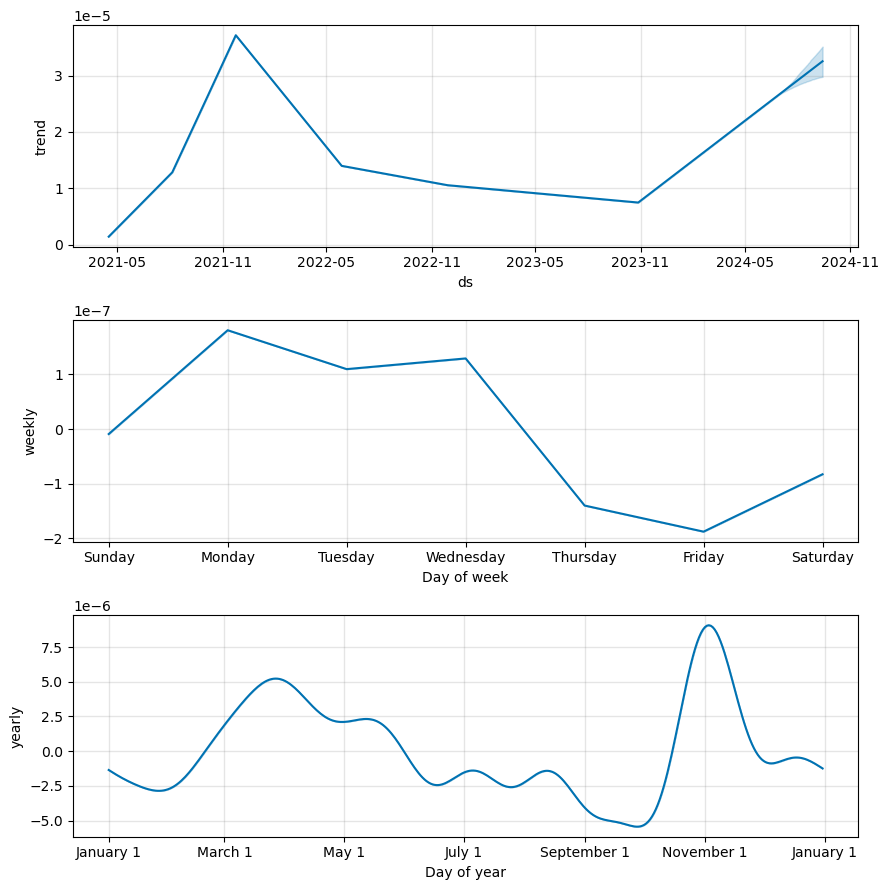 1e−5
trend
3
2
1
0
2021-05 2021-11 2022-05 2022-11 2023-05 2023-11 2024-05 2024-11
ds
1e−7
weekly
1
0
−1
−2
Sunday Monday Tuesday Wednesday Thursday Friday Saturday
Day of week
1e−6
yearly
7.5
5.0
2.5
0.0
−2.5
−5.0
January 1 March 1 May 1 July 1 September 1 November 1 January 1
Day of year